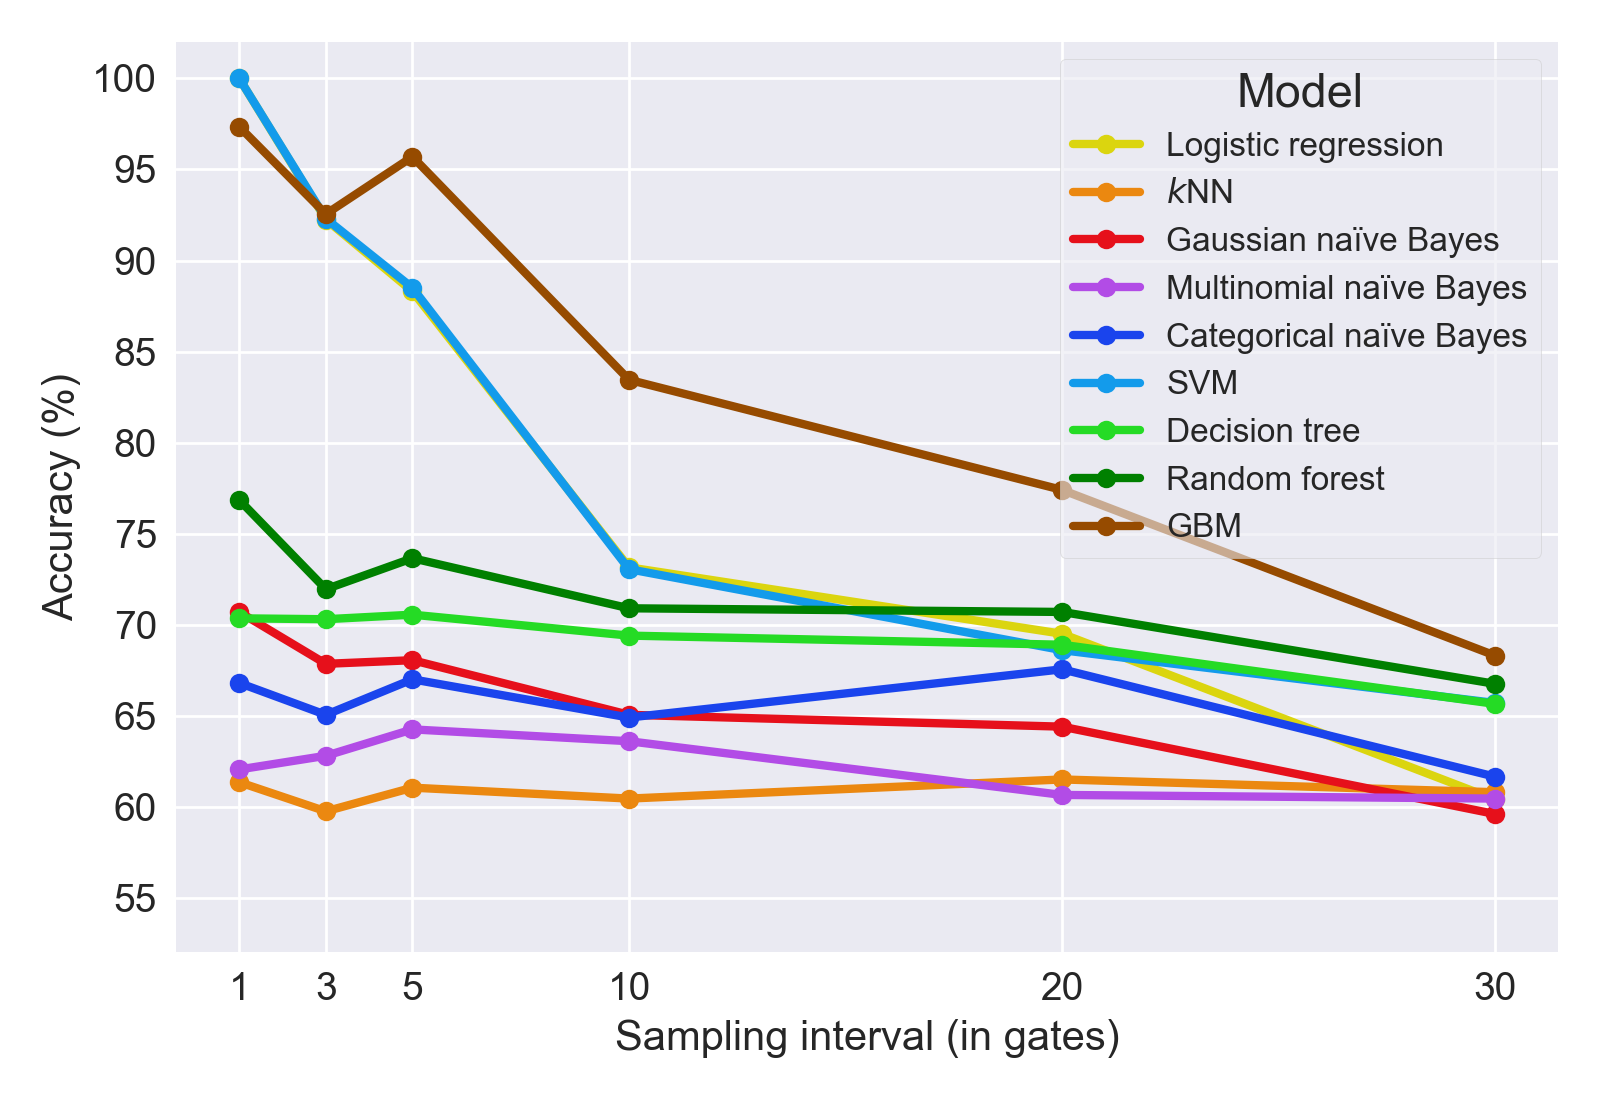 100
95
90
85
80
75
70
65
60
55
Accuracy (%)
1 3 5 10 20 30
Sampling interval (in gates)
Model
Logistic regression
kNN
Gaussian naïve Bayes
Multinomial naïve Bayes
Categorical naïve Bayes
SVM
Decision tree
Random forest
GBM